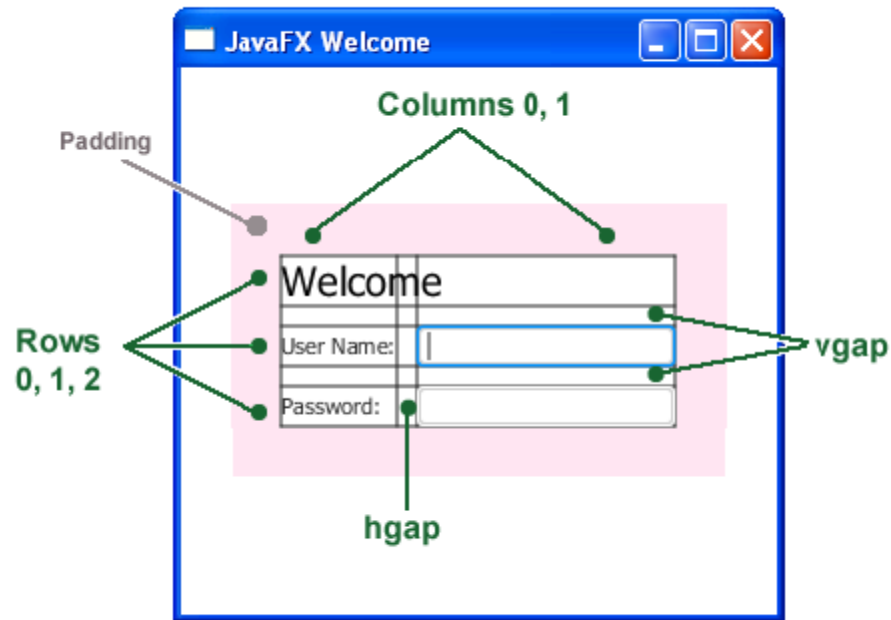 JavaFX Welcome
Columns 0, 1
Padding
Welcome
Rows
0, 1, 2
User Name:
vgap
Password:
hgap